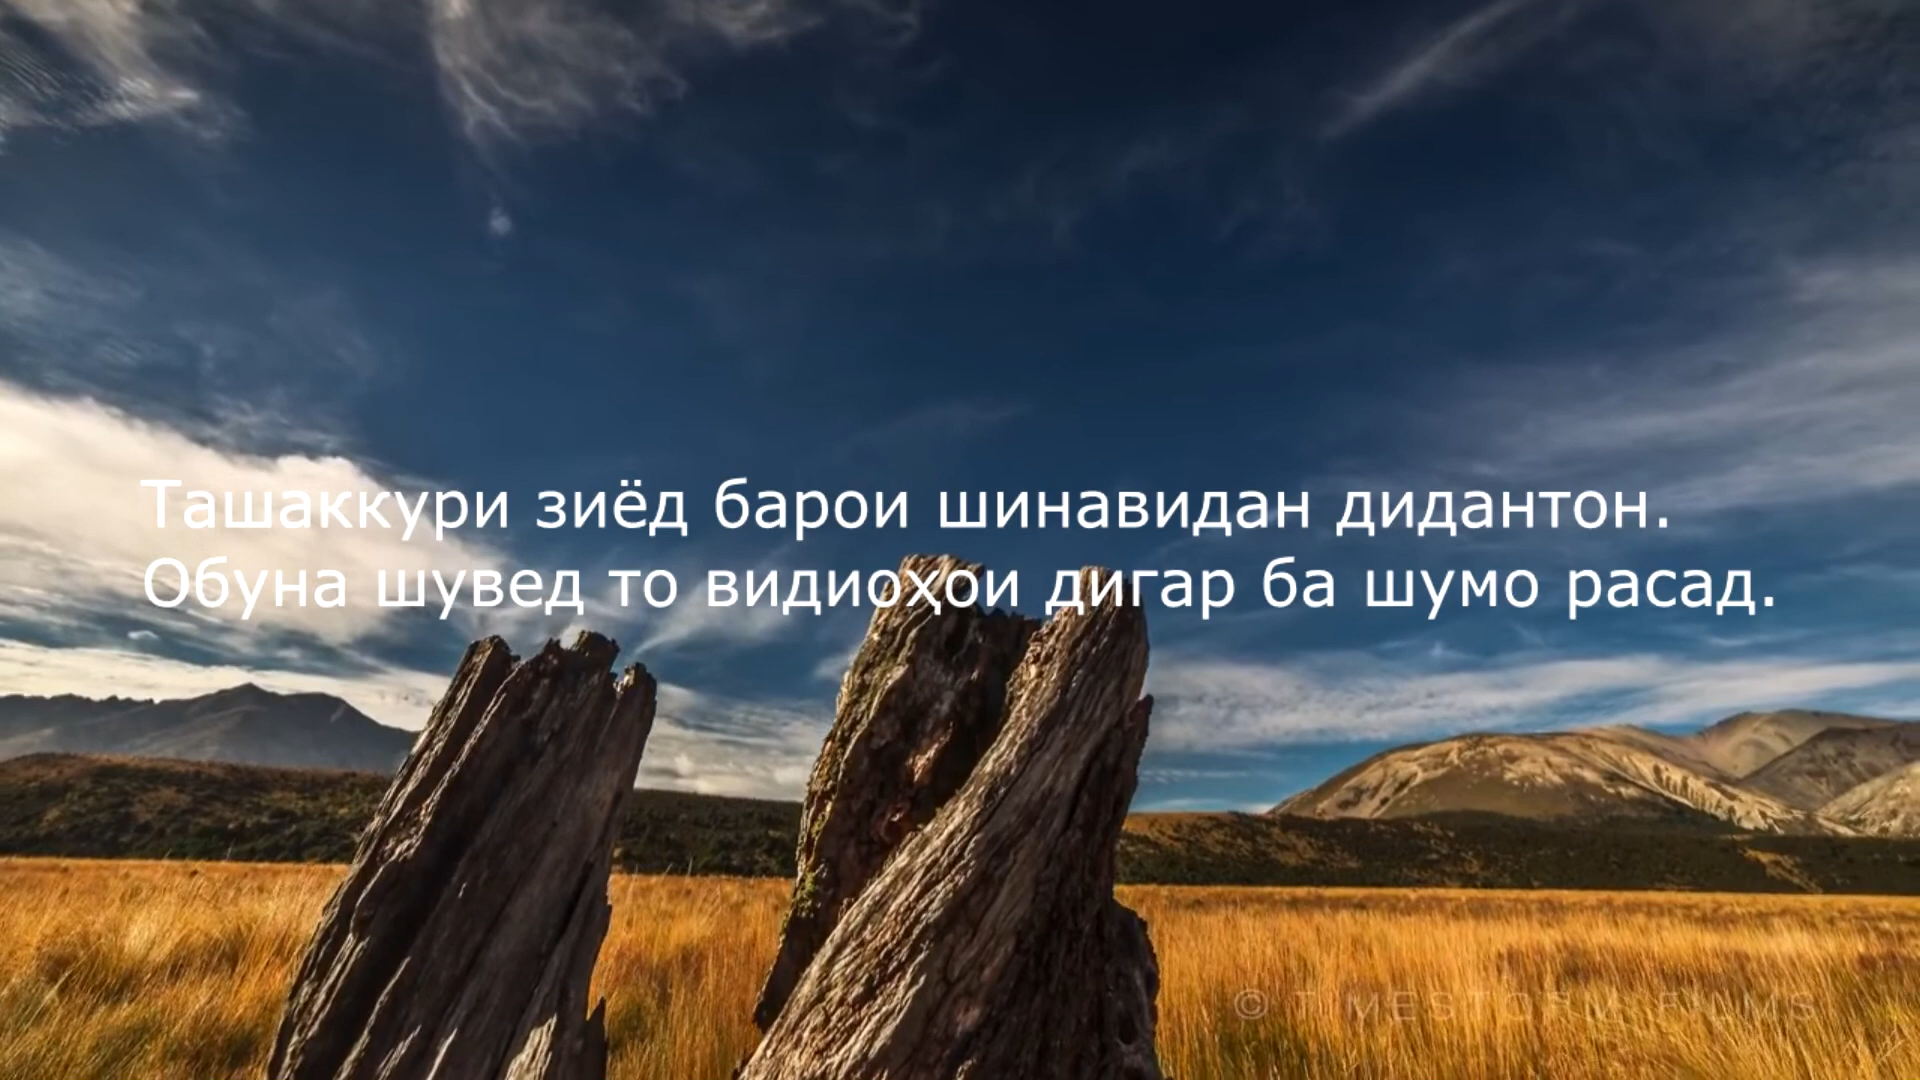 Ташаккури зиёд барои шинавидан дидантон.
Обуна шувед то видиоҳои дигар ба шумо расад.
© TIMESTORM FILMS